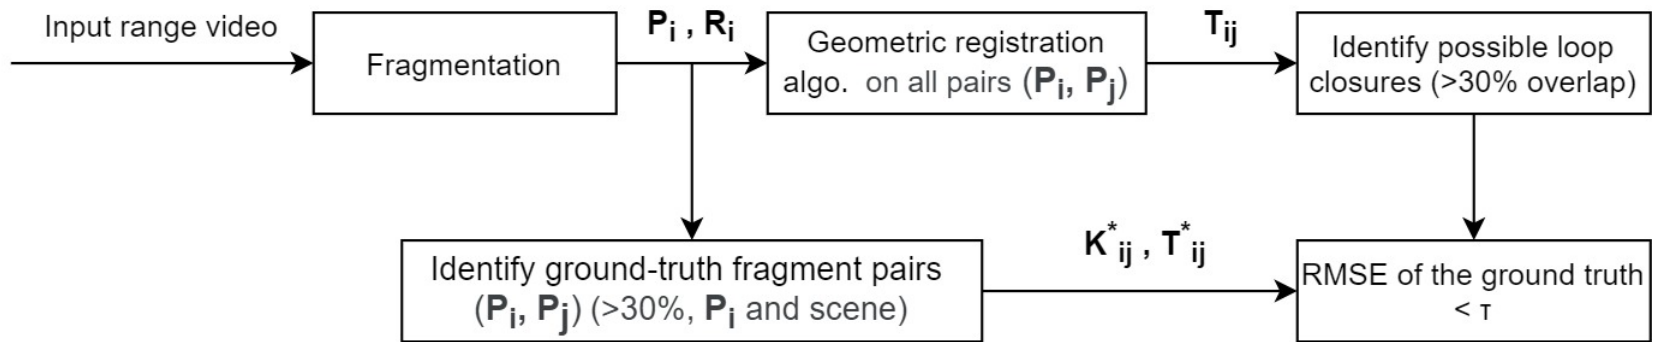 Input range video
Fragmentation
Pi , Ri
Geometric registration
algo. on all pairs (Pi, Pj)
Tij
Identify possible loop
closures (>30% overlap)
Identify ground-truth fragment pairs
(Pi, Pj) (>30%, Pi and scene)
K*ij , T*ij
RMSE of the ground truth
< τ